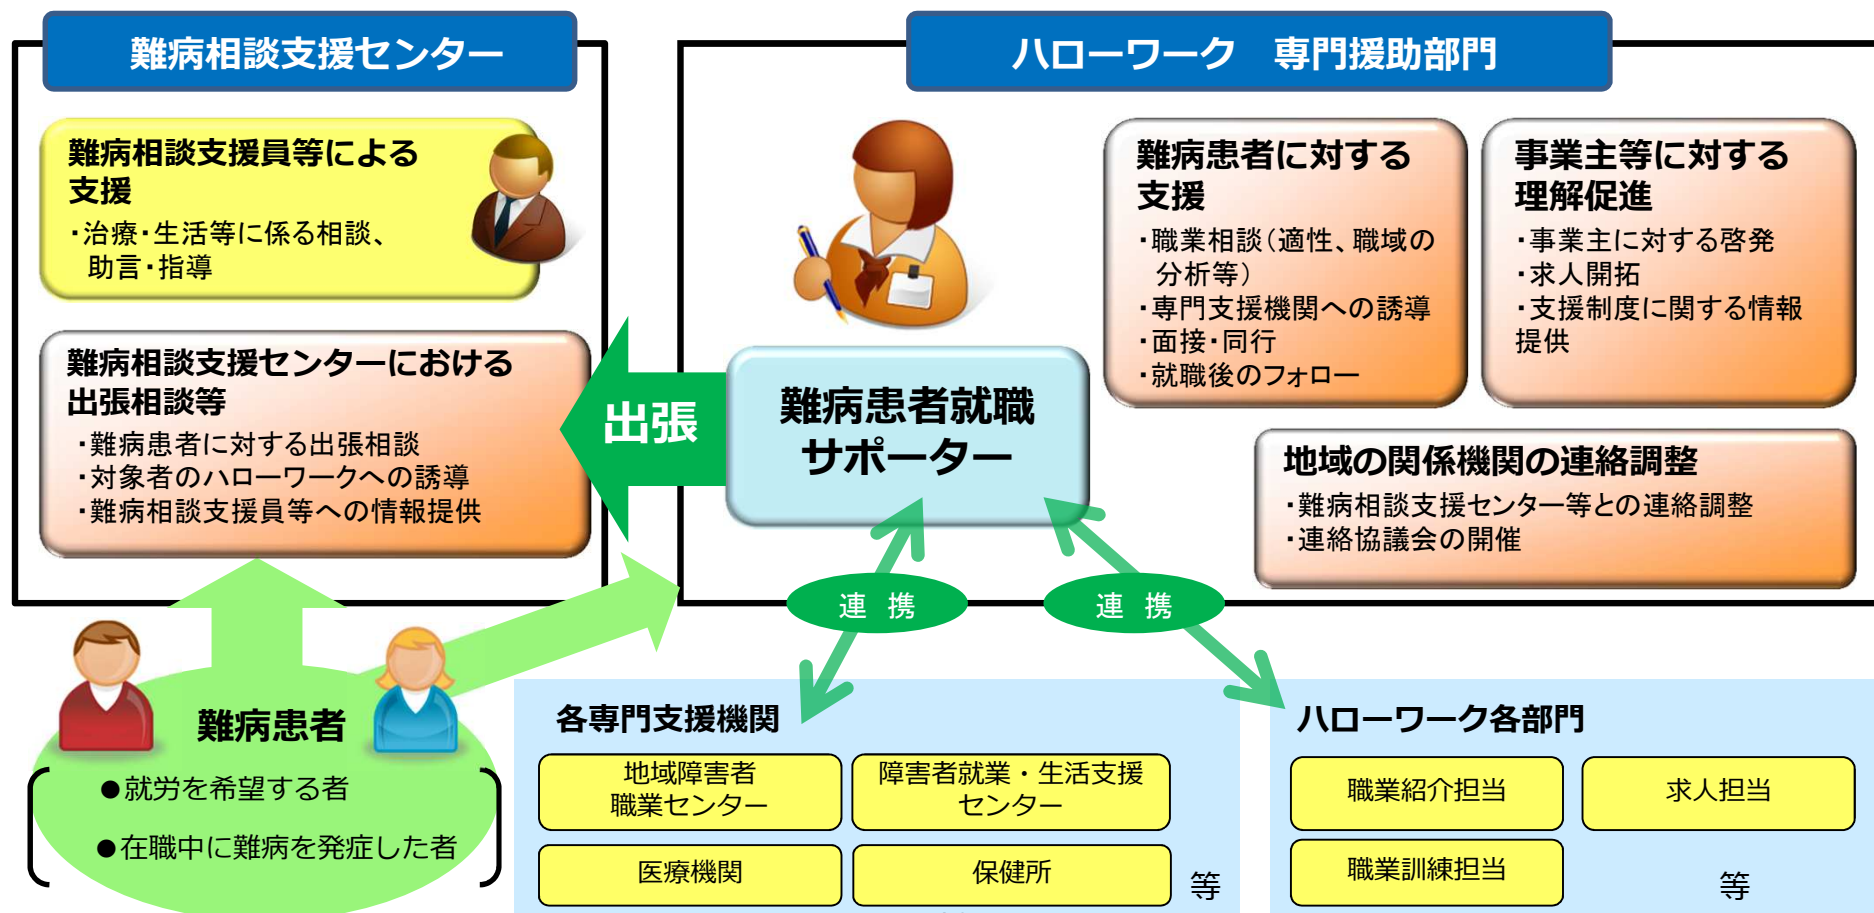 難病相談支援センター
難病相談支援員等による
支援
・治療・生活等に係る相談、
助言・指導
難病相談支援センターにおける
出張相談等
・難病患者に対する出張相談
・対象者のハローワークへの誘導
・難病相談支援員等への情報提供
出張
ハローワーク　専門援助部門
難病患者就職
サポーター
難病患者に対する
支援
・職業相談（適性、職域の
分析等）
・専門支援機関への誘導
・面接・同行
・就職後のフォロー
事業主等に対する
理解促進
・事業主に対する啓発
・求人開拓
・支援制度に関する情報
提供
地域の関係機関の連絡調整
・難病相談支援センター等との連絡調整
・連絡協議会の開催
連 携
連 携
難病患者
●就労を希望する者
●在職中に難病を発症した者
各専門支援機関
地域障害者
職業センター
障害者就業・生活支援
センター
医療機関
保健所
等
ハローワーク各部門
職業紹介担当
求人担当
職業訓練担当
等